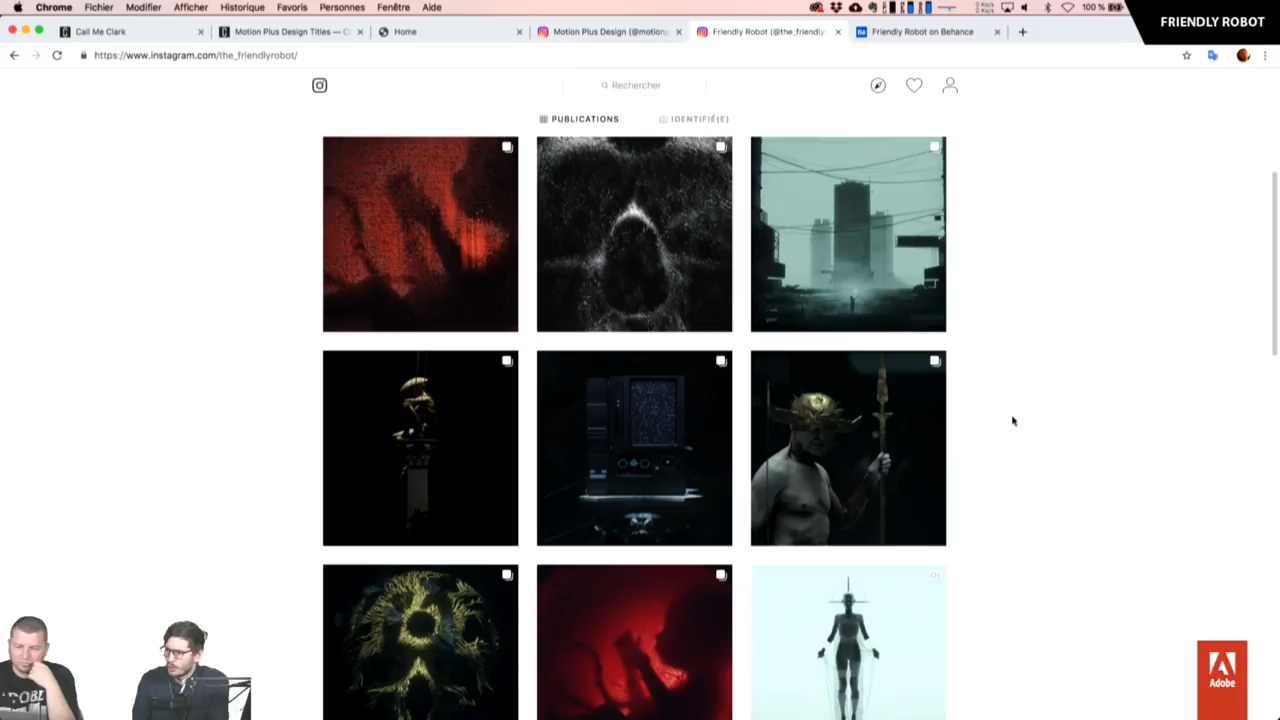 Chrome Fichier Modifier Afficher Historique Favoris Personnes Fenêtre Aide
100 %
FRIENDLY ROBOT
Call Me Clark
Motion Plus Design Titles — C
Home
Motion Plus Design (@motion
Friendly Robot (@the_friendly
Bē Friendly Robot on Behance
https://www.instagram.com/the_friendlyrobot/
Rechercher
PUBLICATIONS
IDENTIFIÉ(E)
Adobe